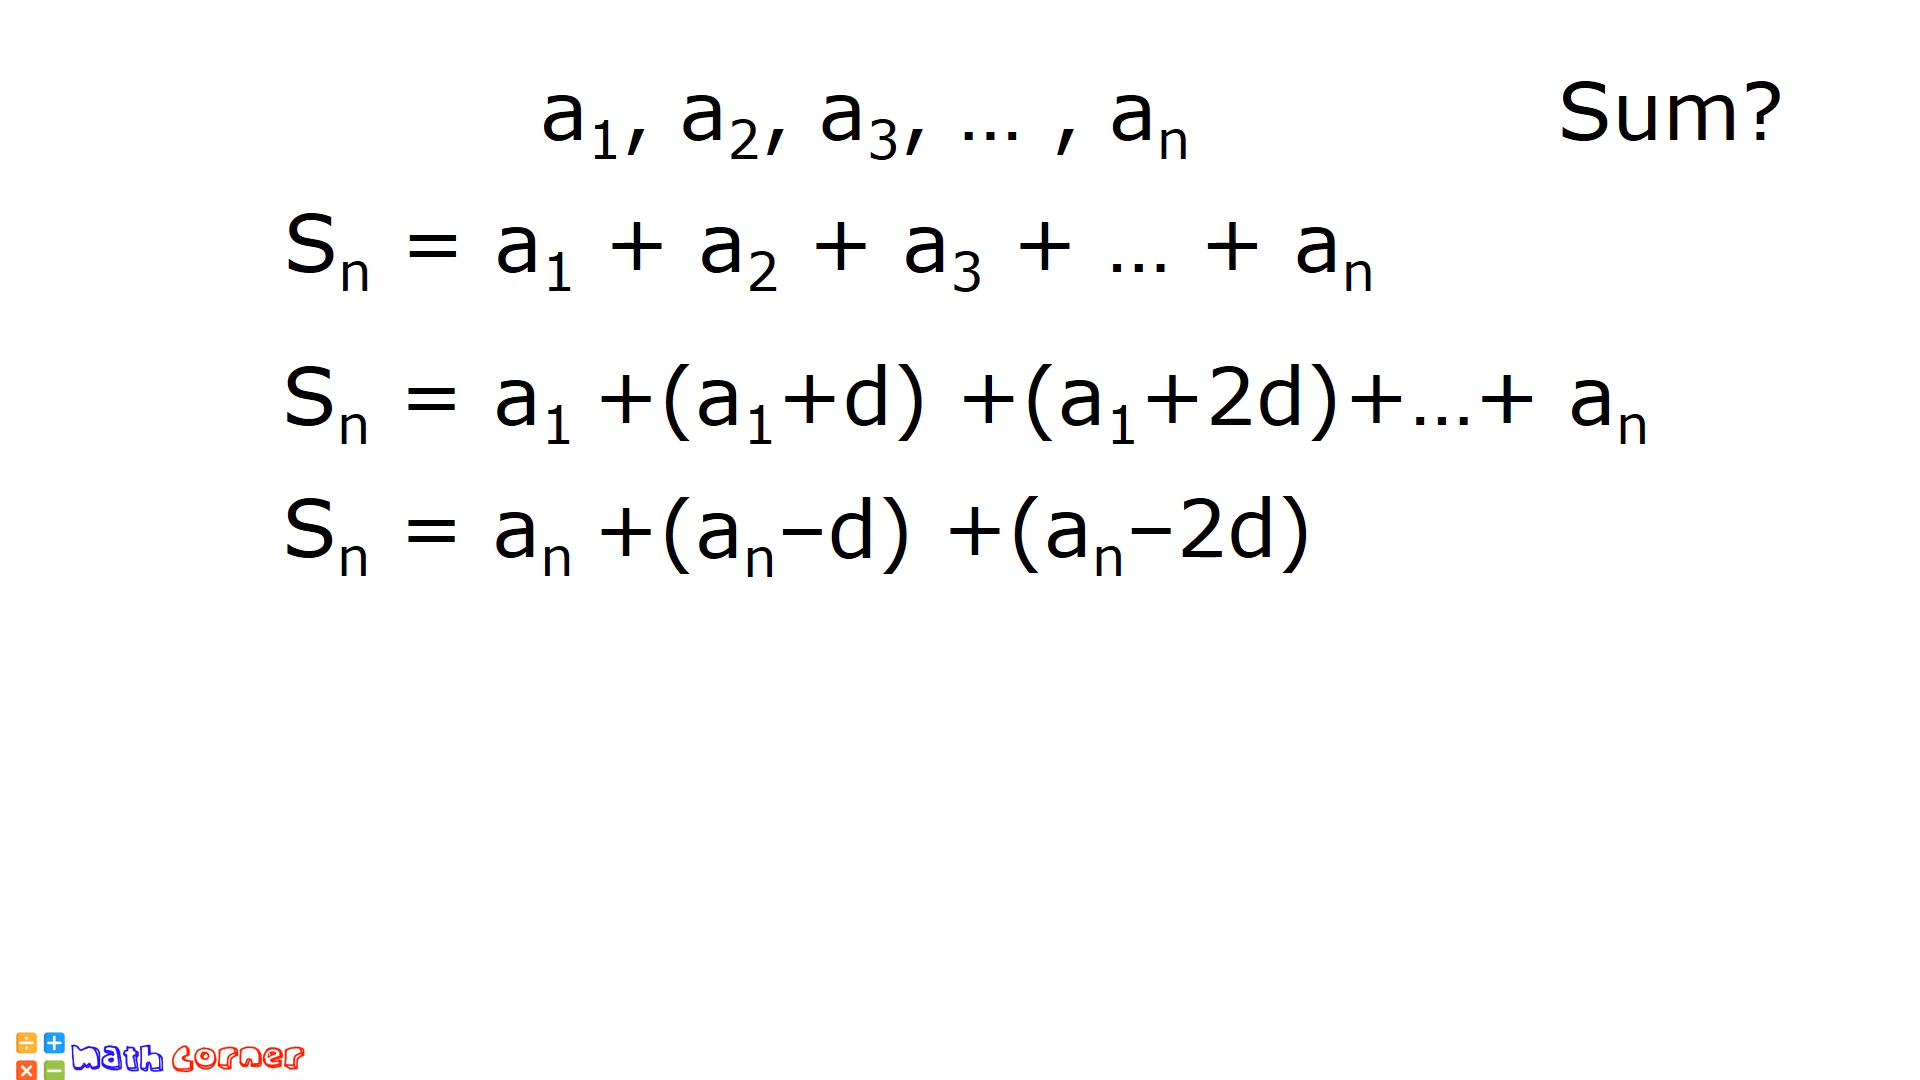 a₁, a₂, a₃, ... , aₙ Sum?
Sₙ = a₁ + a₂ + a₃ + ... + aₙ
Sₙ = a₁ +(a₁+d) +(a₁+2d)+...+ aₙ
Sₙ = aₙ +(aₙ–d) +(aₙ–2d)
math corner